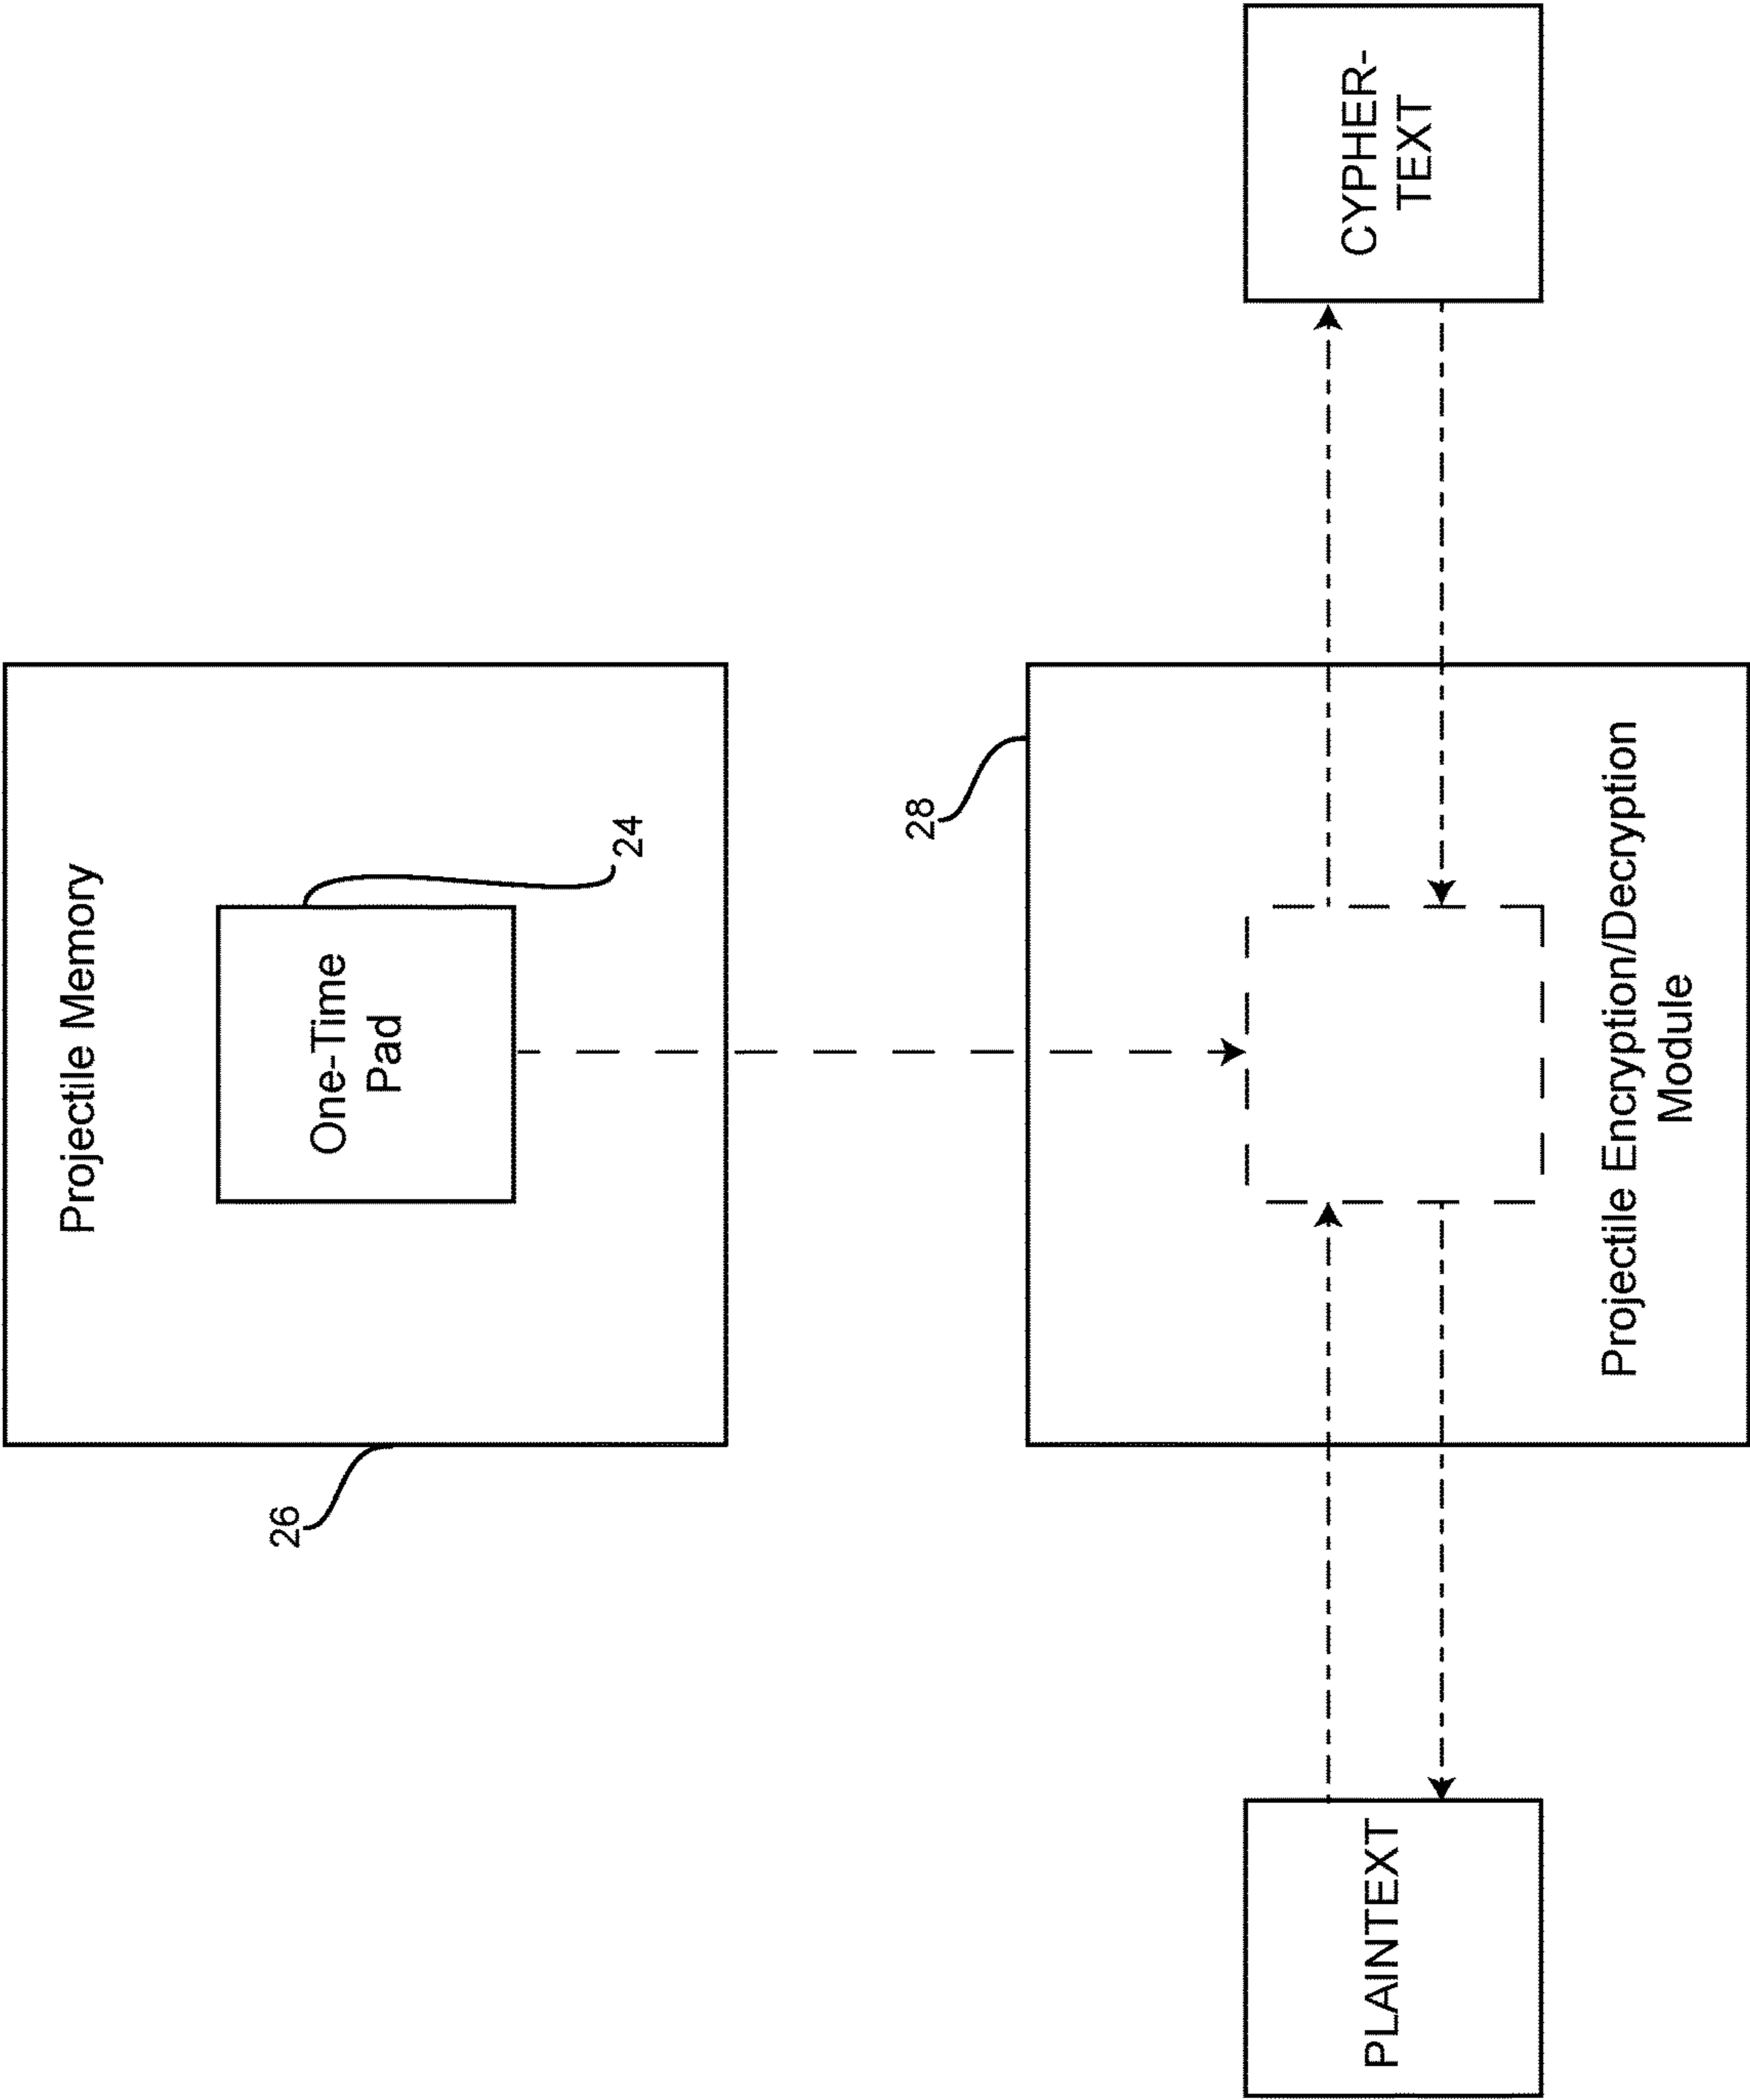 Projectile Memory
One-Time
Pad
24
26
28
PLAINTEXT
CYPHER-
TEXT
Projectile Encryption/Decryption
Module